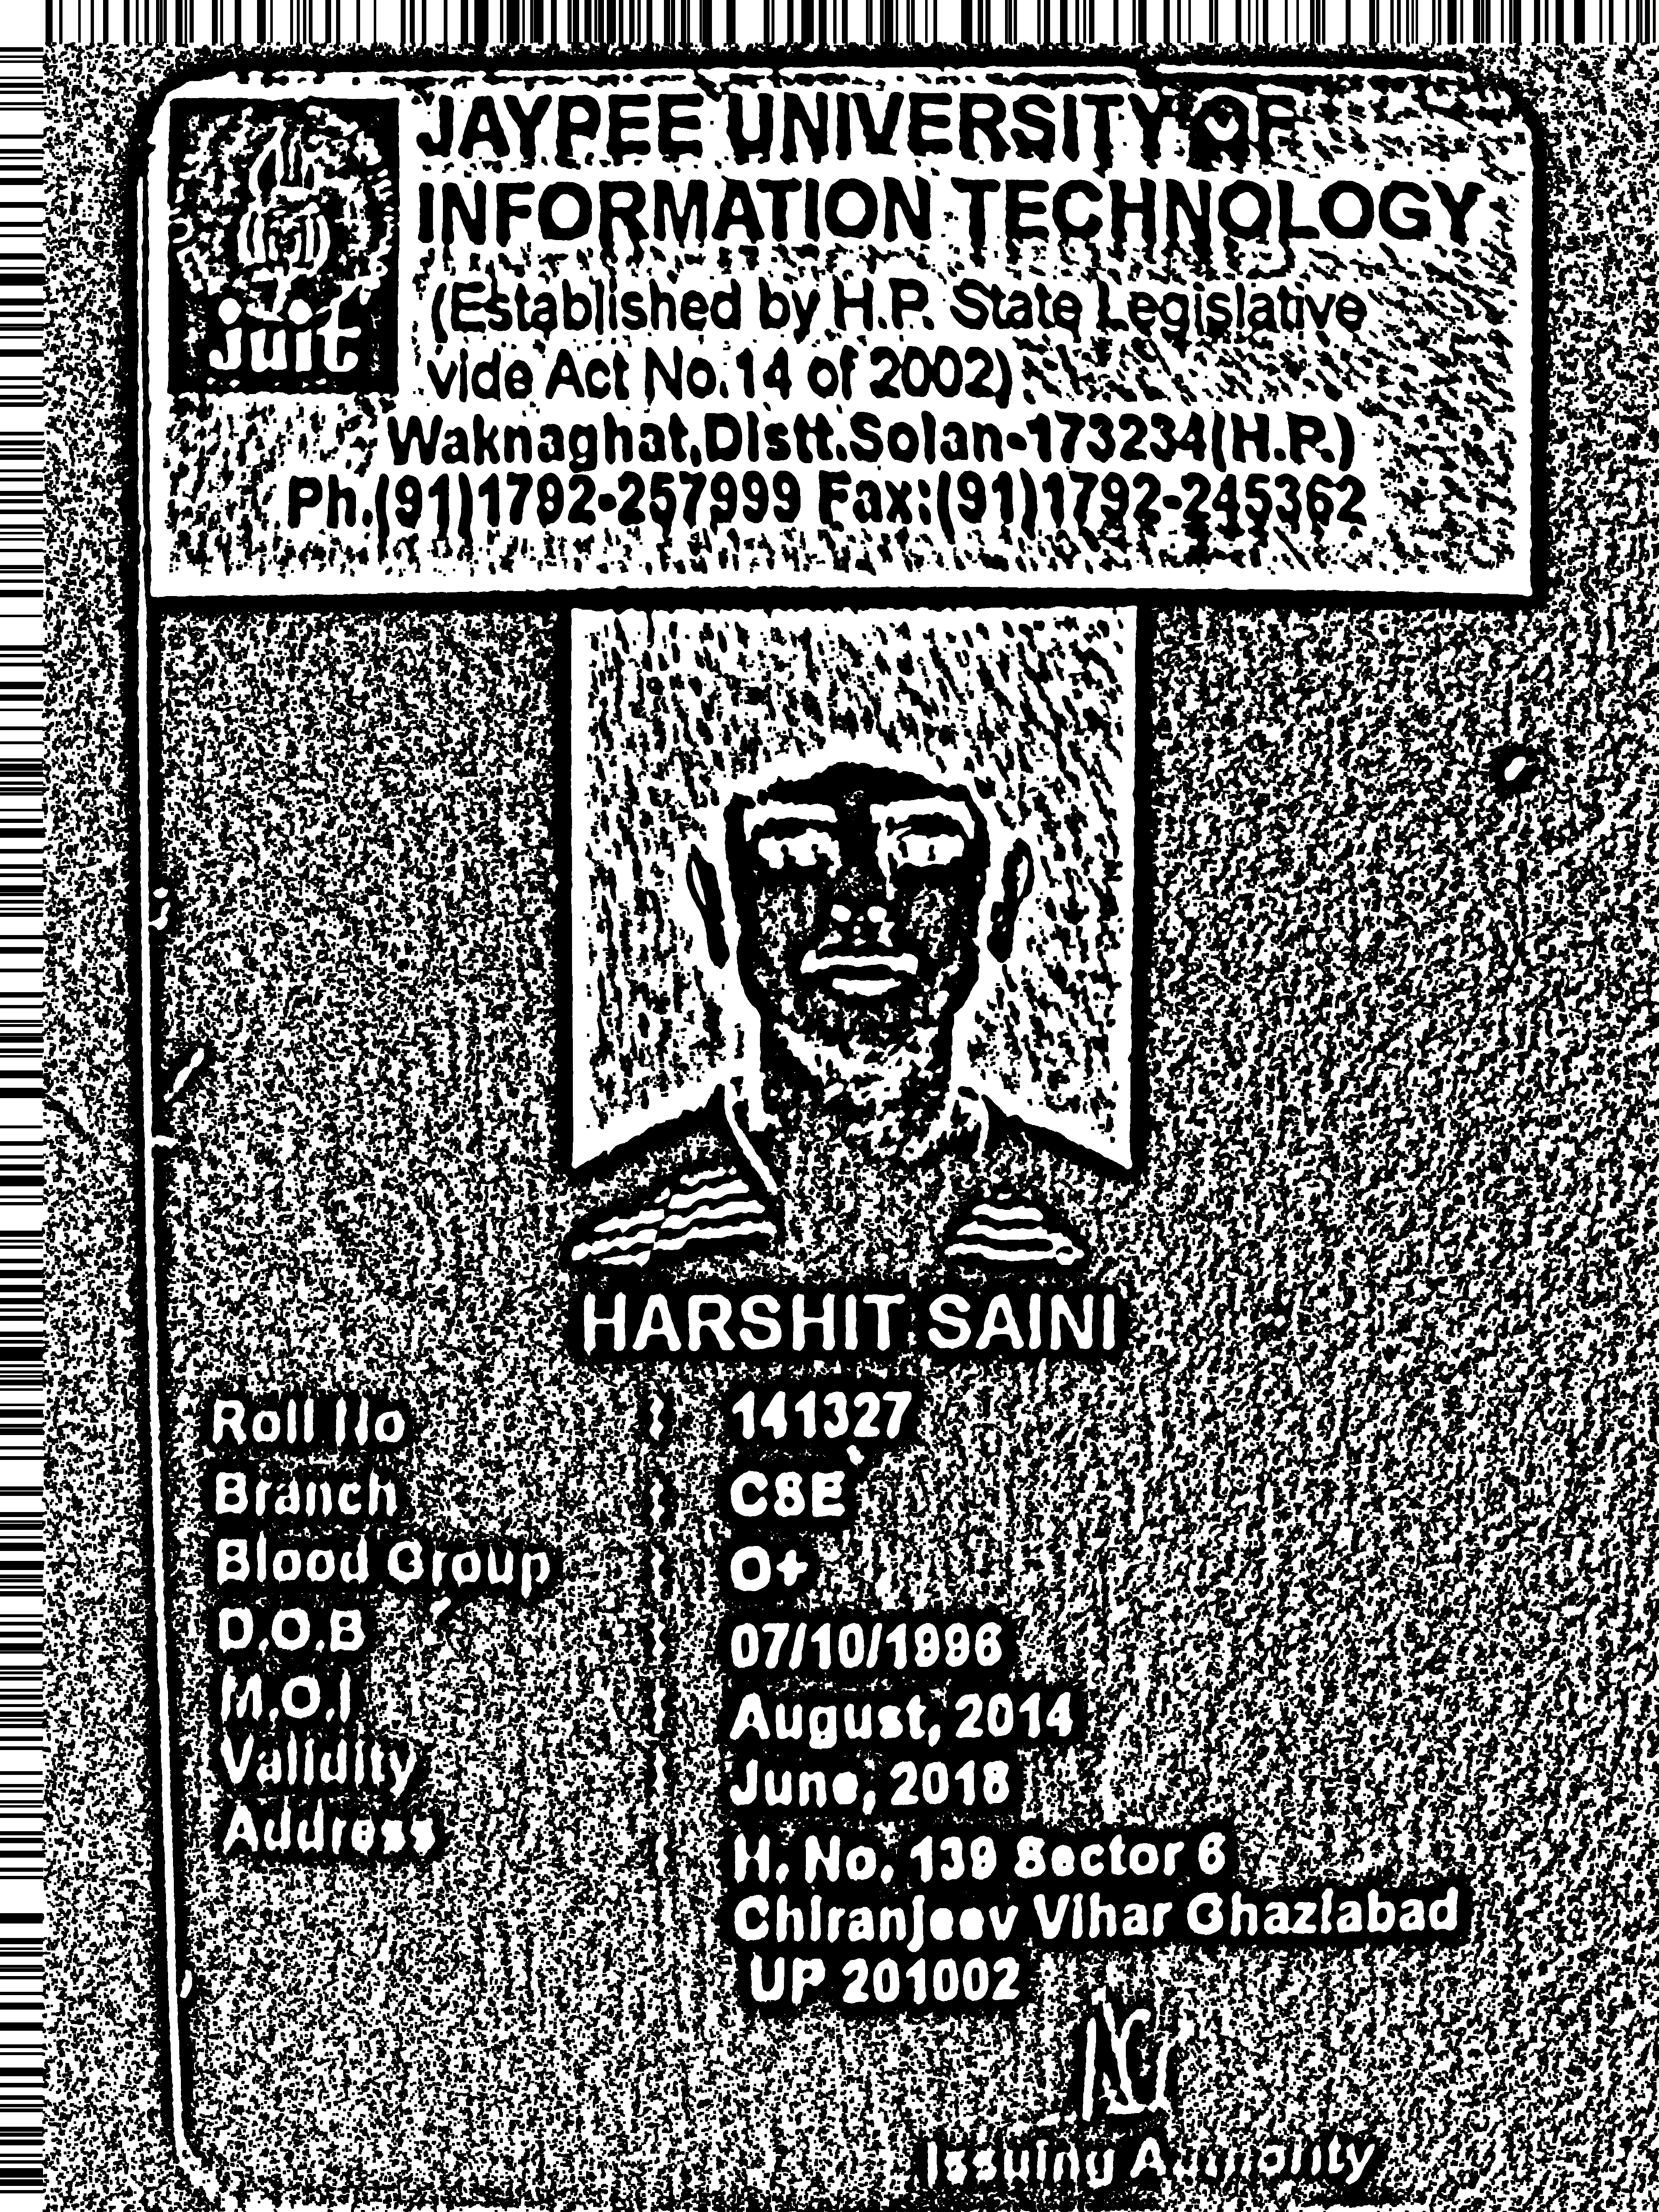 JAYPEE UNIVERSITY OF
INFORMATION TECHNOLOGY
(Established by H.P. State Legislative
vide Act No.14 of 2002)
juit
Waknaghat,Distt.Solan-173234(H.P.)
Ph.(91)1792-257999 Fax:(91)1792-245362
HARSHIT SAINI
Roll No : 141327
Branch : CSE
Blood Group : O+
D.O.B : 07/10/1996
M.O.I : August, 2014
Validity : June, 2018
Address : H. No. 139 Sector 6
Chiranjeev Vihar Ghaziabad
UP 201002
Issuing Authority